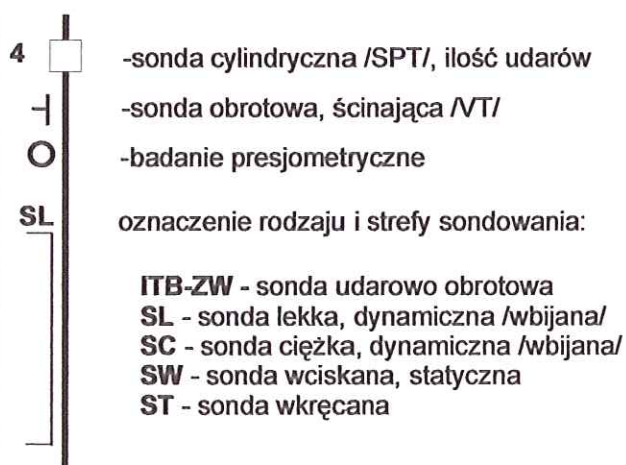 4 -sonda cylindryczna /SPT/, ilość udarów
-sonda obrotowa, ścinająca /VT/
-badanie presjometryczne
SL oznaczenie rodzaju i strefy sondowania:
ITB-ZW - sonda udarowo obrotowa
SL - sonda lekka, dynamiczna /wbijana/
SC - sonda ciężka, dynamiczna /wbijana/
SW - sonda wciskana, statyczna
ST - sonda wkręcana